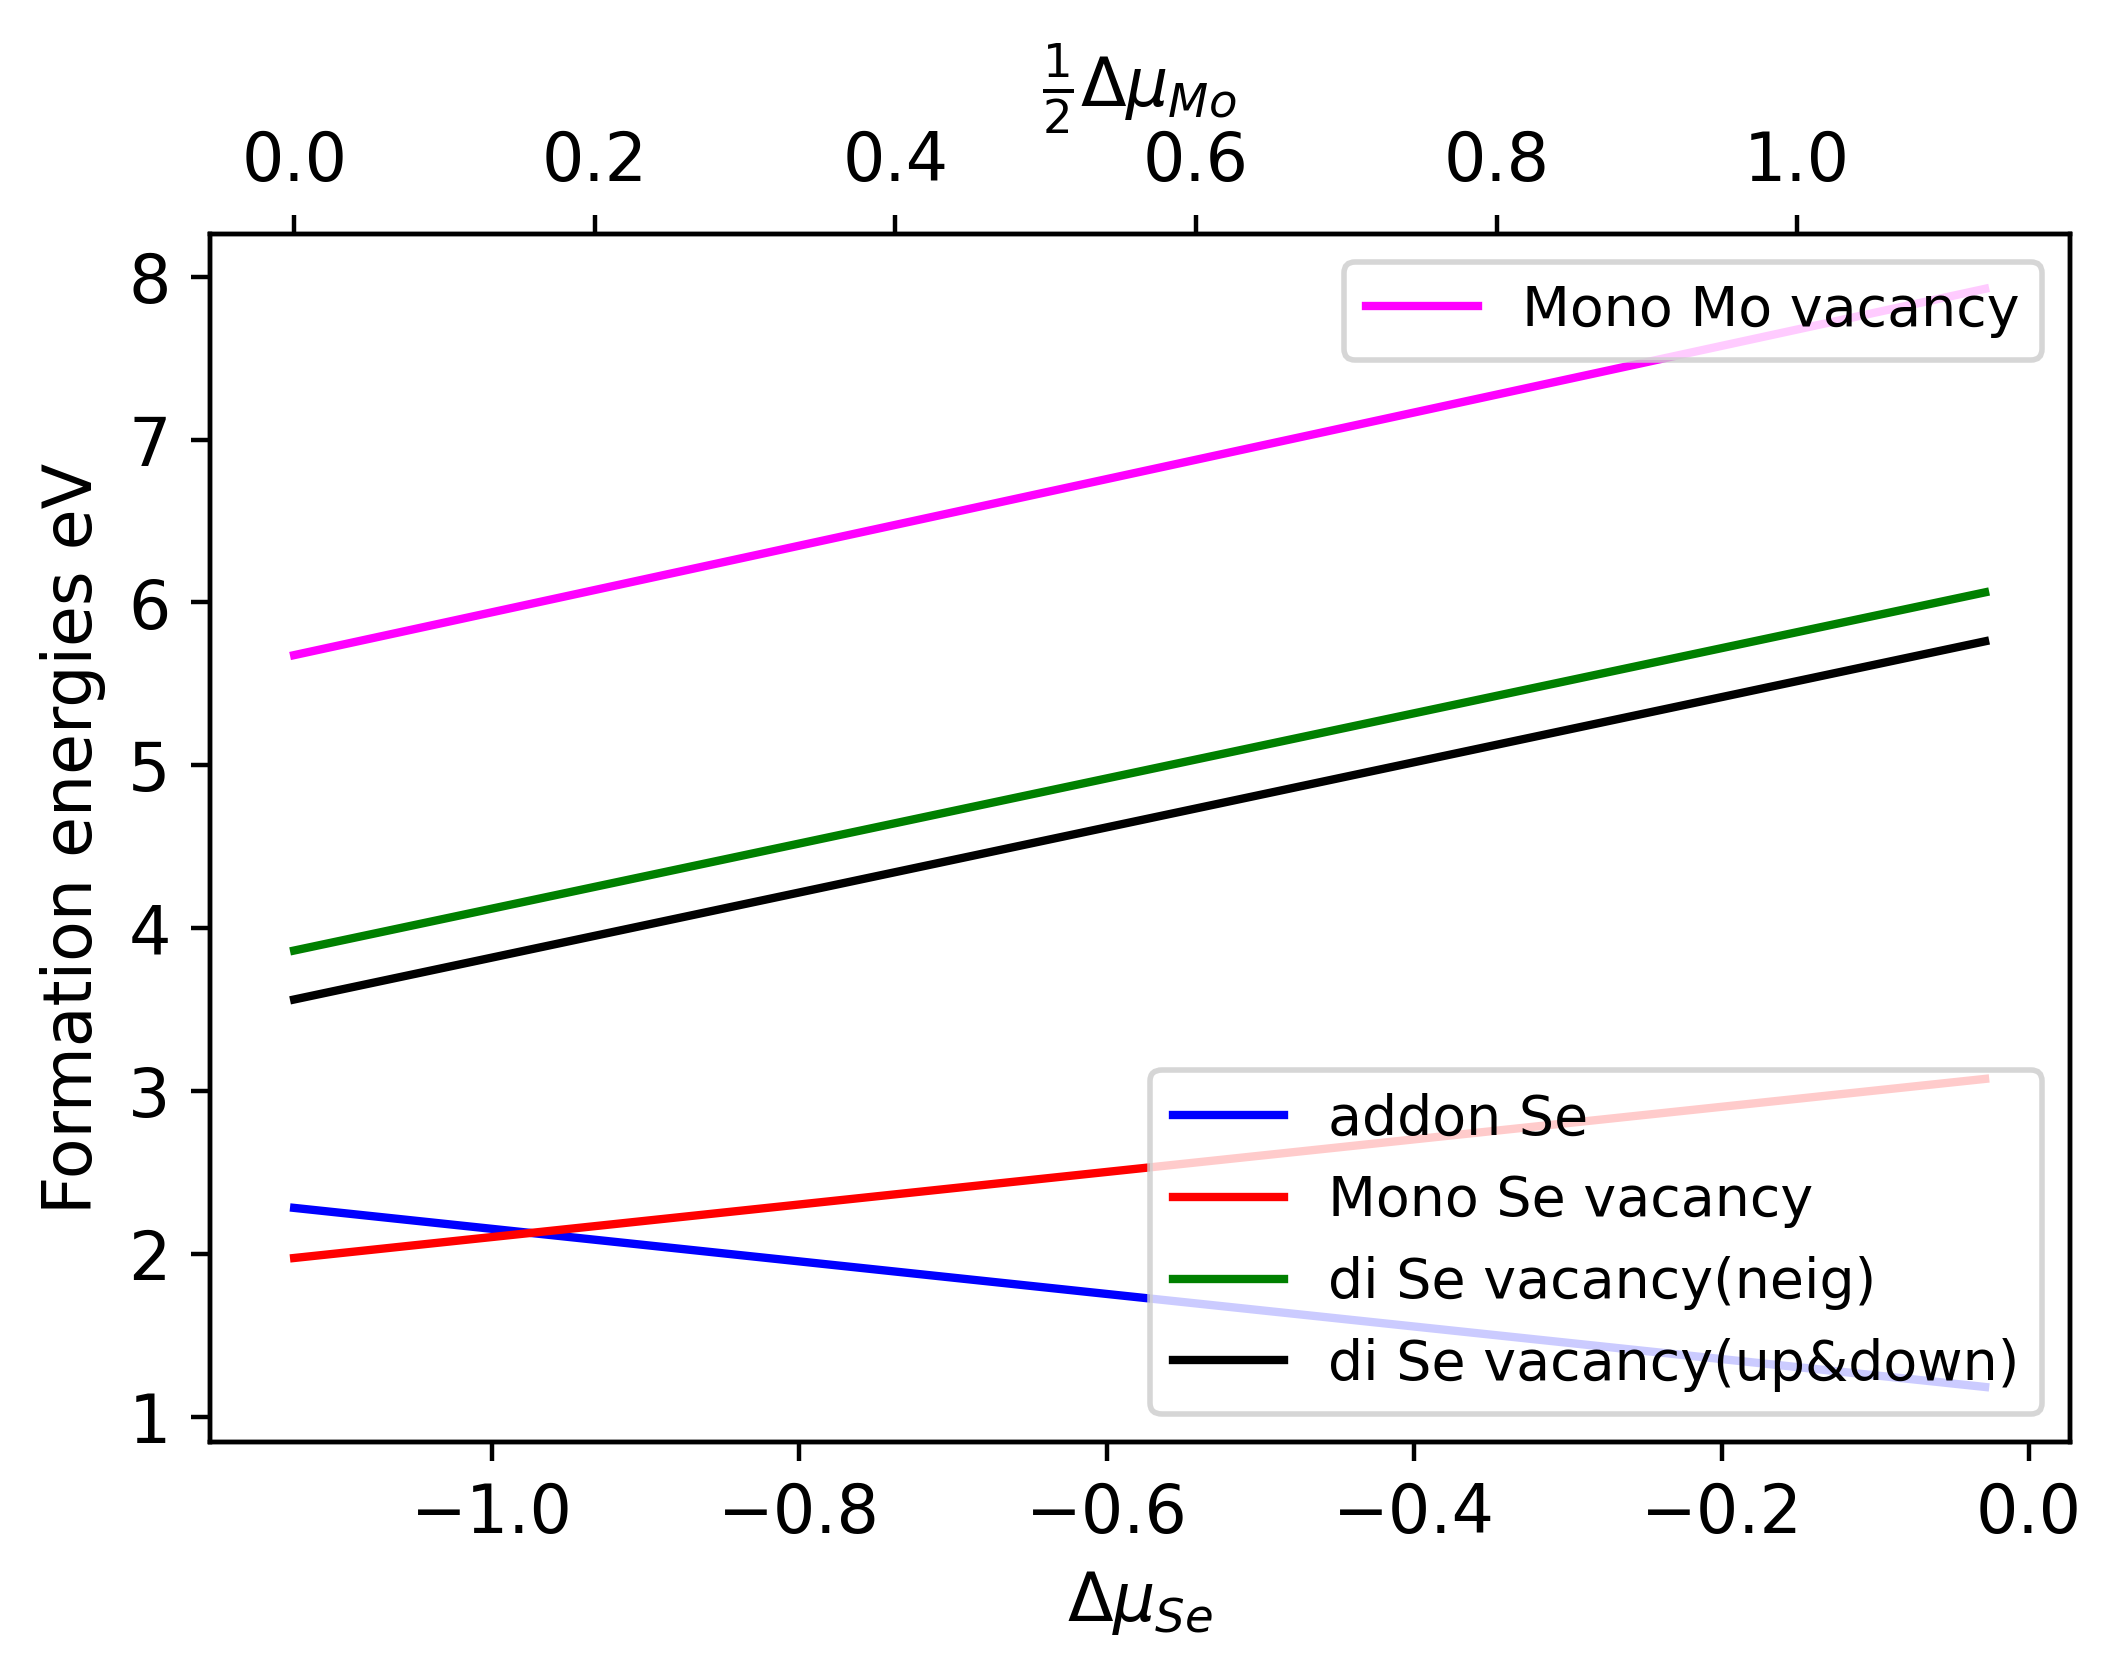 ½Δμ_Mo
0.0 0.2 0.4 0.6 0.8 1.0
8
7
6
5
4
3
2
1
Formation energies eV
Mono Mo vacancy
addon Se
Mono Se vacancy
di Se vacancy(neig)
di Se vacancy(up&down)
−1.0 −0.8 −0.6 −0.4 −0.2 0.0
Δμ_Se